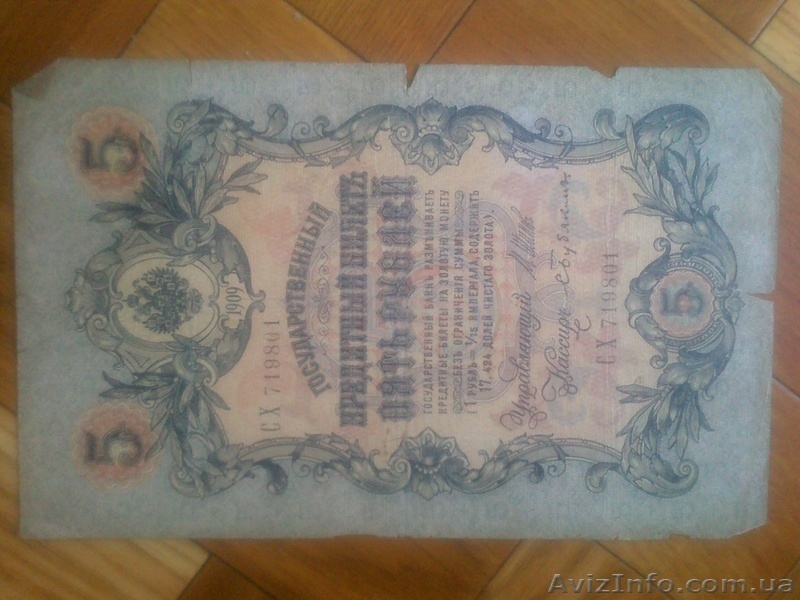 5 5
1909
СХ 719801
ГОСУДАРСТВЕННЫЙ
КРЕДИТНЫЙ БИЛЕТЪ
ПЯТЬ РУБЛЕЙ
ГОСУДАРСТВЕННЫЙ БАНКЪ РАЗМѢНИВАЕТЪ
КРЕДИТНЫЕ БИЛЕТЫ НА ЗОЛОТУЮ МОНЕТУ
БЕЗЪ ОГРАНИЧЕНІЯ СУММЫ
(1 РУБЛЬ = 1/15 ИМПЕРІАЛА, СОДЕРЖИТЪ
17,424 ДОЛЕЙ ЧИСТАГО ЗОЛОТА).
Управляющій
Кассиръ
СХ 719801
5
AvizInfo.com.ua